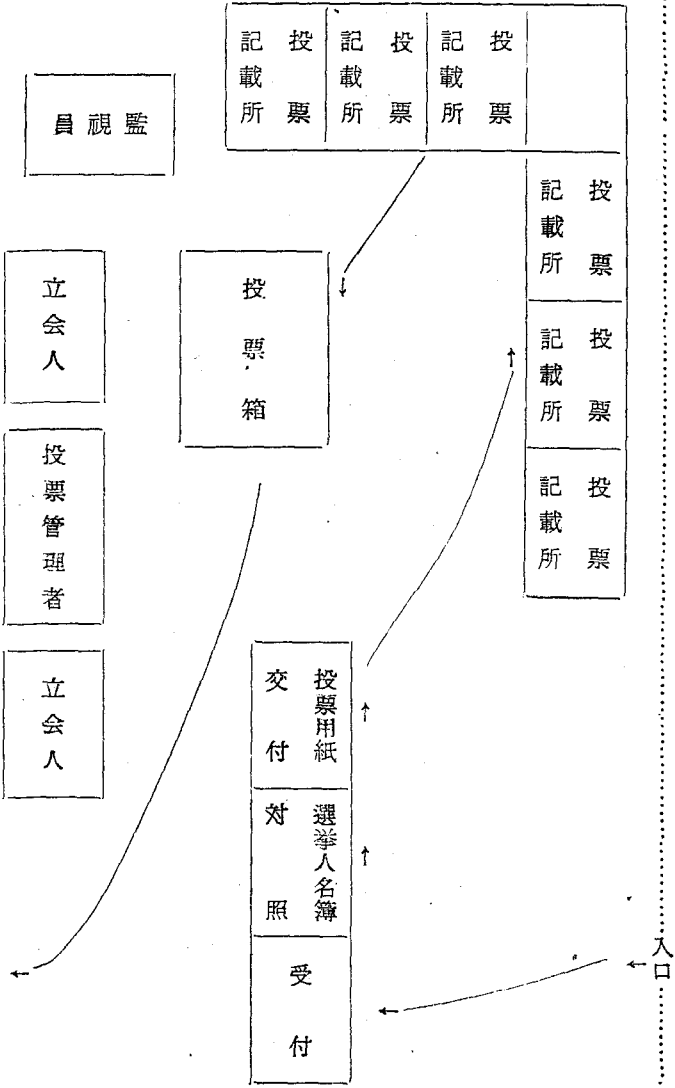 投票
記載所
投票
記載所
投票
記載所
投票
記載所
投票
記載所
投票
記載所
監視員
投票箱
立会人
投票管理者
立会人
投票用紙
交付
選挙人名簿
対照
受付
入口